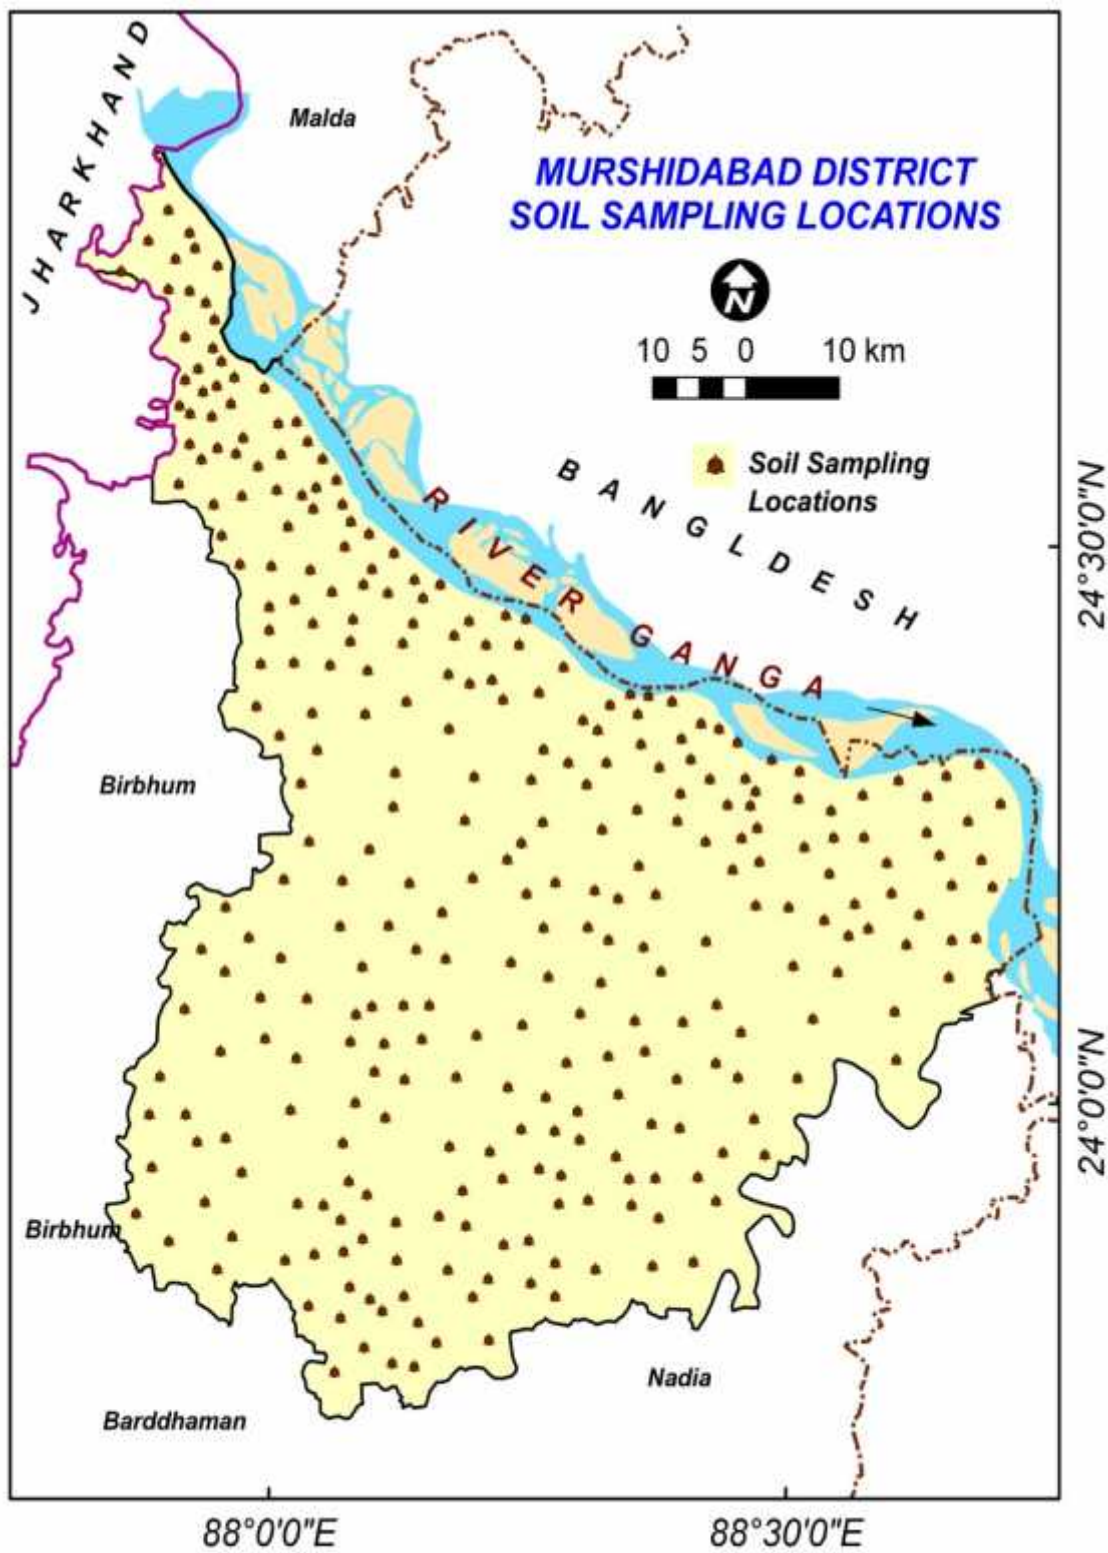 JHARKHAND
Malda
MURSHIDABAD DISTRICT
SOIL SAMPLING LOCATIONS
N
10 5 0 10 km
Soil Sampling
Locations
BANGLDESH
RIVER GANGA
24°30'0"N
Birbhum
24°0'0"N
Birbhum
Nadia
Barddhaman
88°0'0"E
88°30'0"E